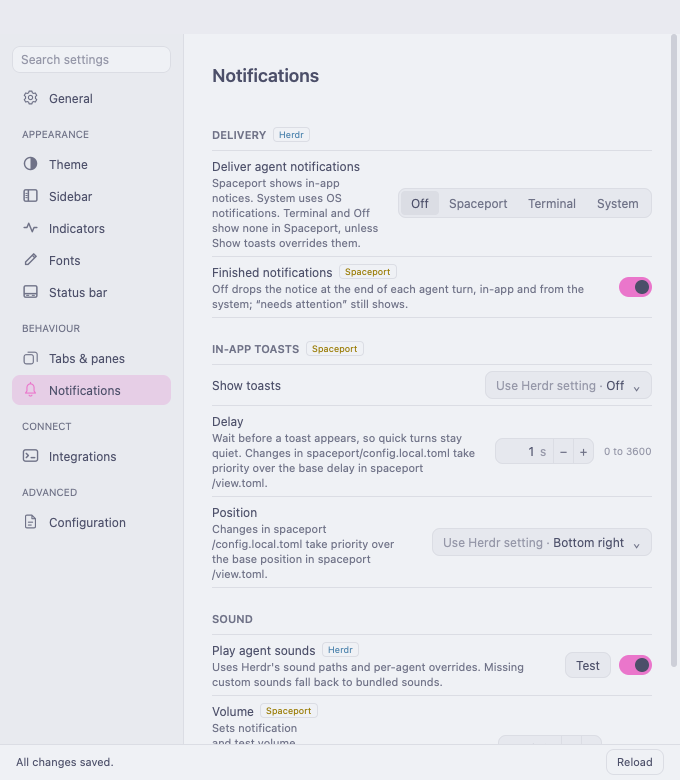 Search settings
General
APPEARANCE
Theme
Sidebar
Indicators
Fonts
Status bar
BEHAVIOUR
Tabs & panes
Notifications
CONNECT
Integrations
ADVANCED
Configuration
Notifications
DELIVERY Herdr
Deliver agent notifications
Spaceport shows in-app
notices. System uses OS
notifications. Terminal and Off
show none in Spaceport, unless
Show toasts overrides them.
Off Spaceport Terminal System
Finished notifications Spaceport
Off drops the notice at the end of each agent turn, in-app and from the
system; “needs attention” still shows.
IN-APP TOASTS Spaceport
Show toasts
Use Herdr setting · Off
Delay
Wait before a toast appears, so quick turns stay
quiet. Changes in spaceport/config.local.toml take
priority over the base delay in spaceport
/view.toml.
1 s − + 0 to 3600
Position
Changes in spaceport
/config.local.toml take priority over
the base position in spaceport
/view.toml.
Use Herdr setting · Bottom right
SOUND
Play agent sounds Herdr
Uses Herdr's sound paths and per-agent overrides. Missing
custom sounds fall back to bundled sounds.
Test
Volume Spaceport
Sets notification
and test volume
All changes saved.
Reload